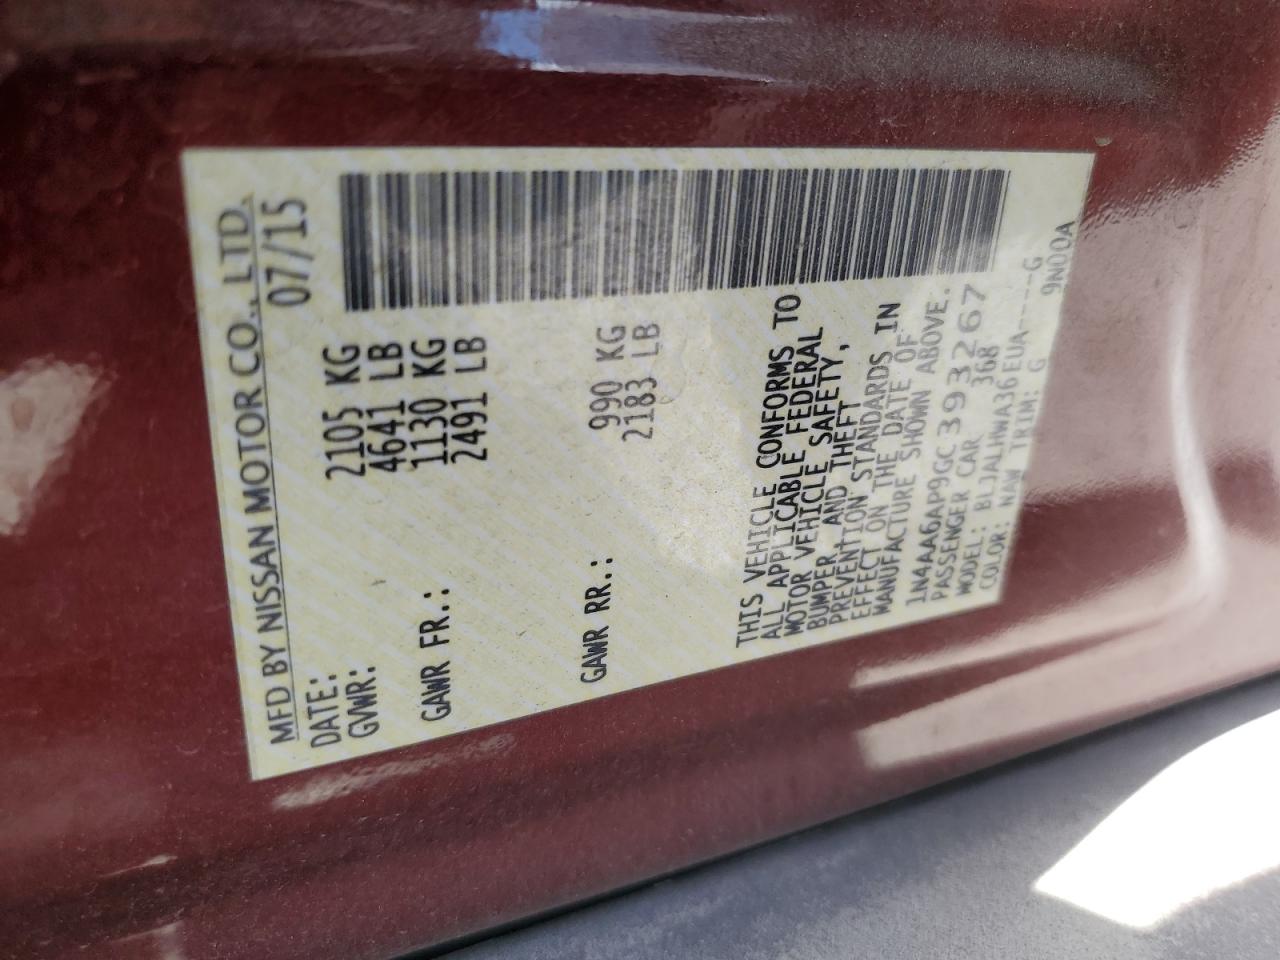 MFD BY NISSAN MOTOR CO., LTD.
DATE: 07/15
GVWR: 2105 KG
4641 LB
GAWR FR.: 1130 KG
2491 LB
GAWR RR.: 990 KG
2183 LB
THIS VEHICLE CONFORMS TO
ALL APPLICABLE FEDERAL
MOTOR VEHICLE SAFETY,
BUMPER, AND THEFT
PREVENTION STANDARDS IN
EFFECT ON THE DATE OF
MANUFACTURE SHOWN ABOVE.
1N4AA6AP9GC393267
PASSENGER CAR 368
MODEL: BLJALHWA36EUA-----G
COLOR: NAW TRIM: G 9N00A